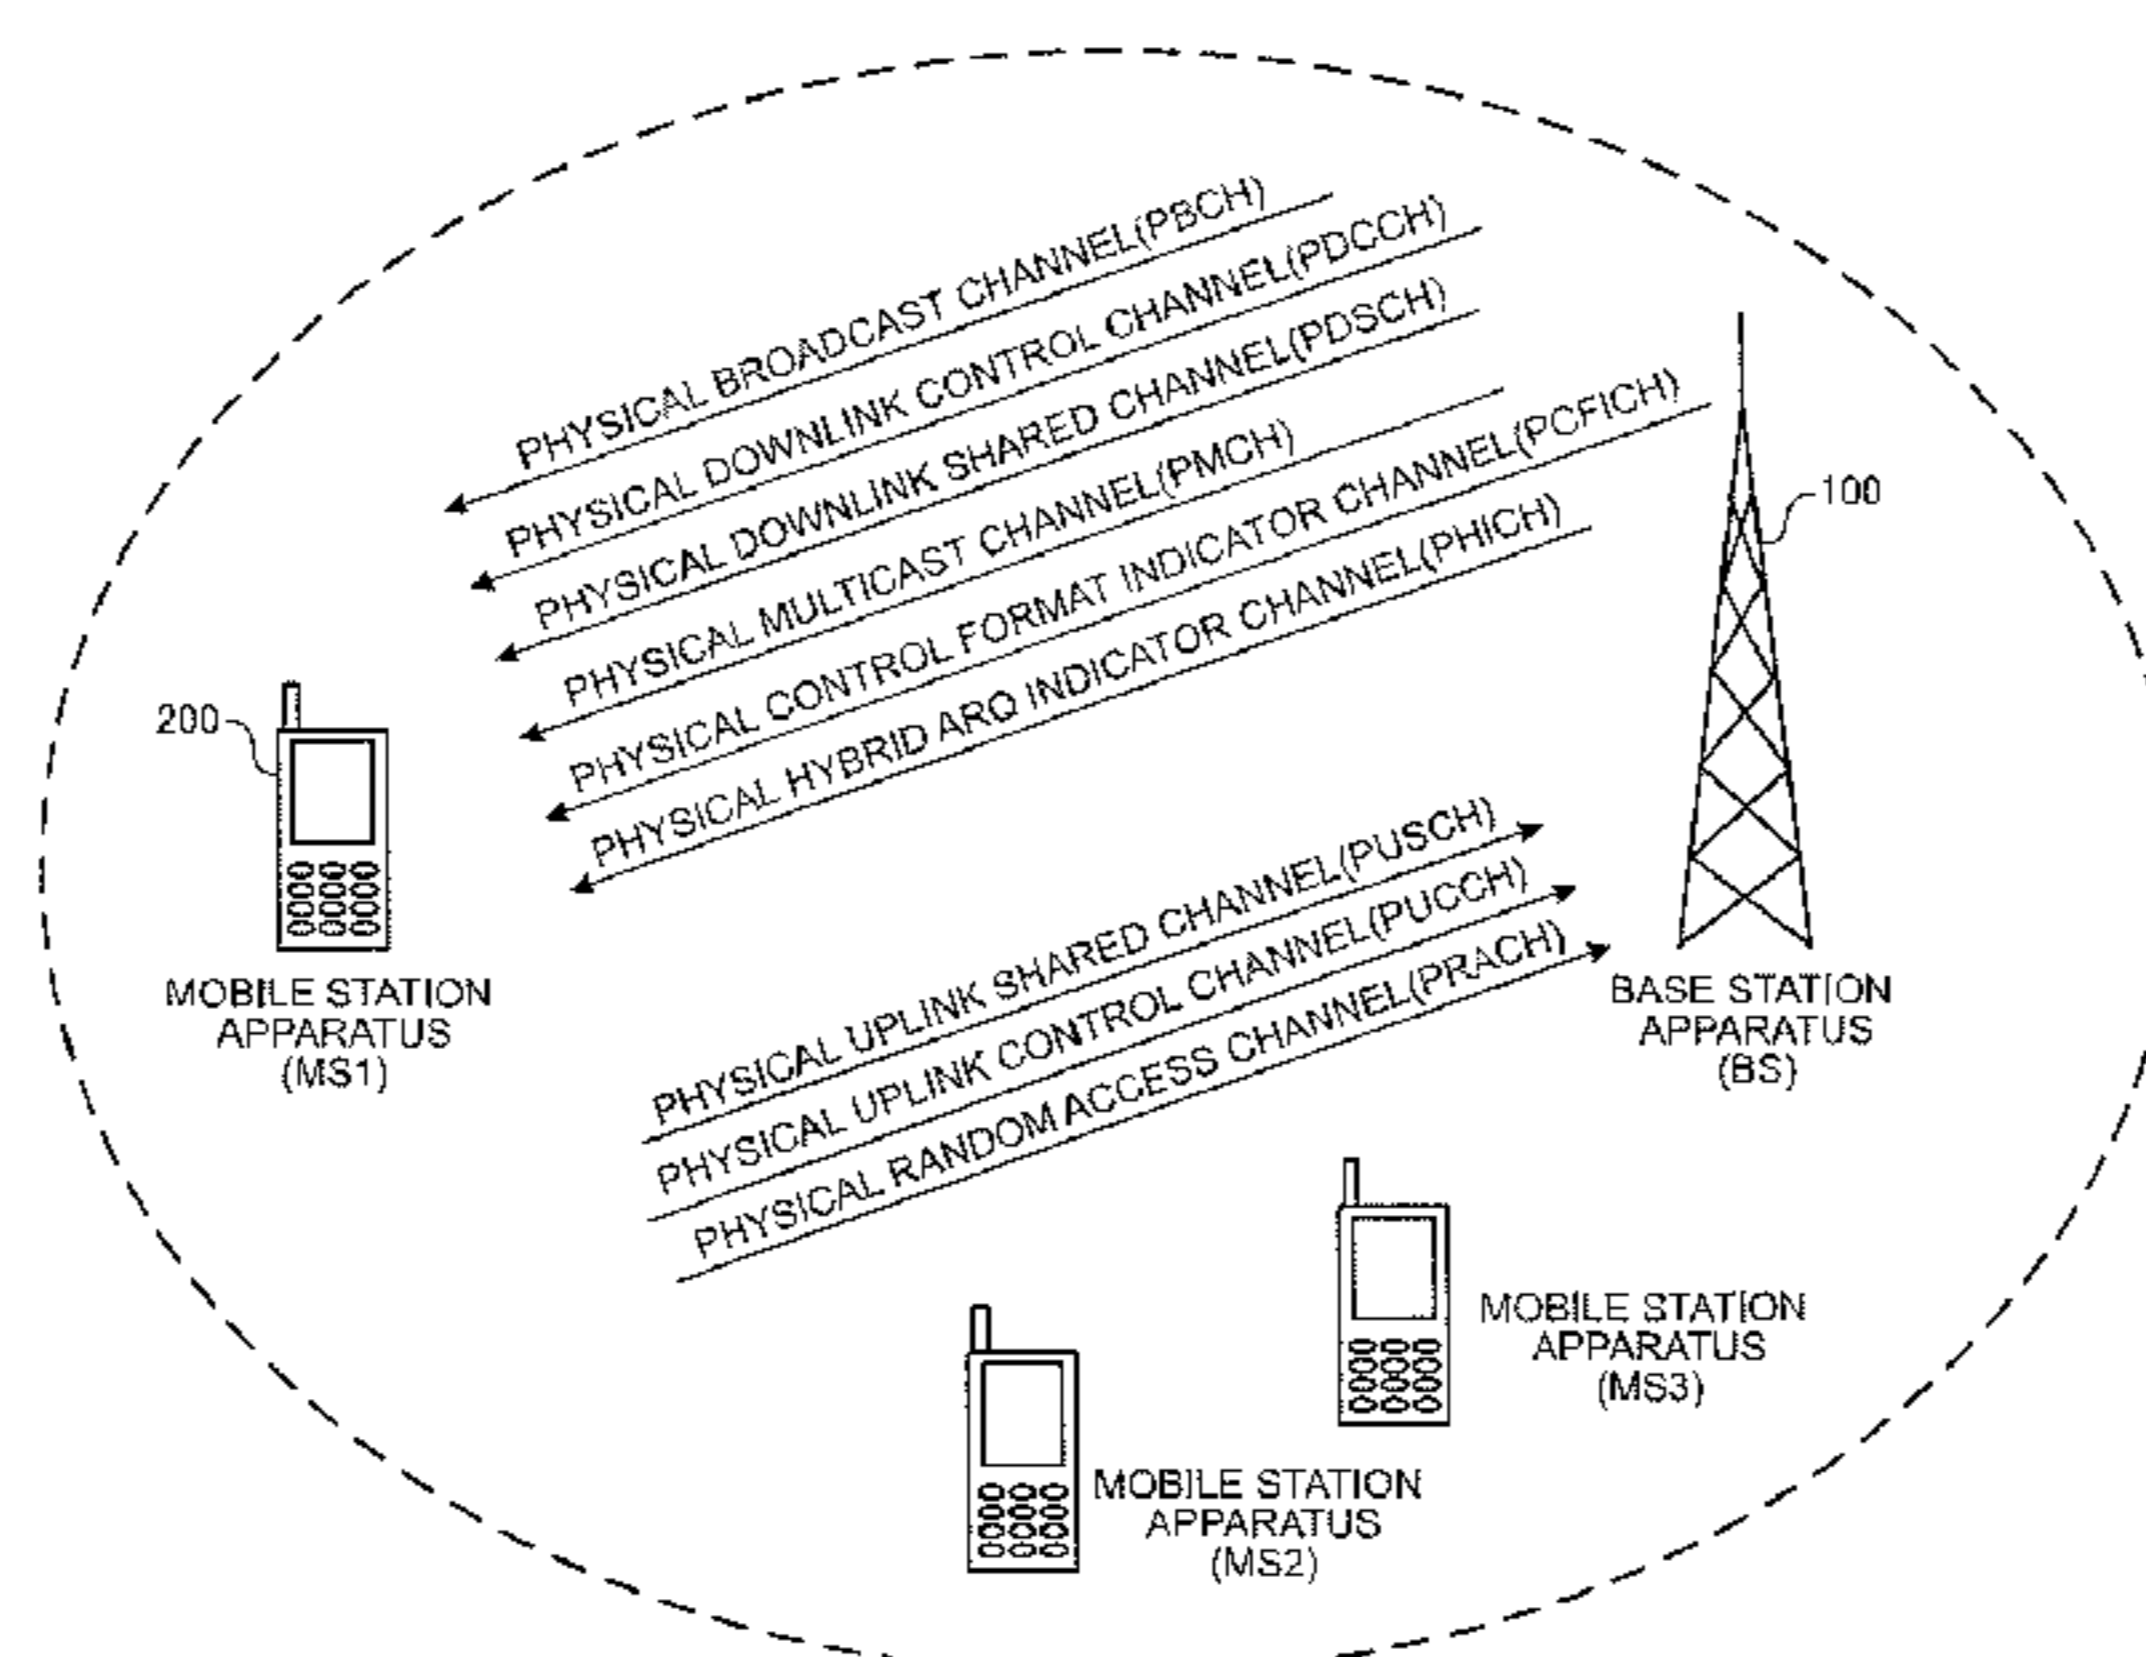 PHYSICAL BROADCAST CHANNEL(PBCH)
PHYSICAL DOWNLINK CONTROL CHANNEL(PDCCH)
PHYSICAL DOWNLINK SHARED CHANNEL(PDSCH)
PHYSICAL MULTICAST CHANNEL(PMCH)
PHYSICAL CONTROL FORMAT INDICATOR CHANNEL(PCFICH)
PHYSICAL HYBRID ARQ INDICATOR CHANNEL(PHICH)
100
200
PHYSICAL UPLINK SHARED CHANNEL(PUSCH)
PHYSICAL UPLINK CONTROL CHANNEL(PUCCH)
PHYSICAL RANDOM ACCESS CHANNEL(PRACH)
MOBILE STATION
APPARATUS
(MS1)
BASE STATION
APPARATUS
(BS)
MOBILE STATION
APPARATUS
(MS3)
MOBILE STATION
APPARATUS
(MS2)